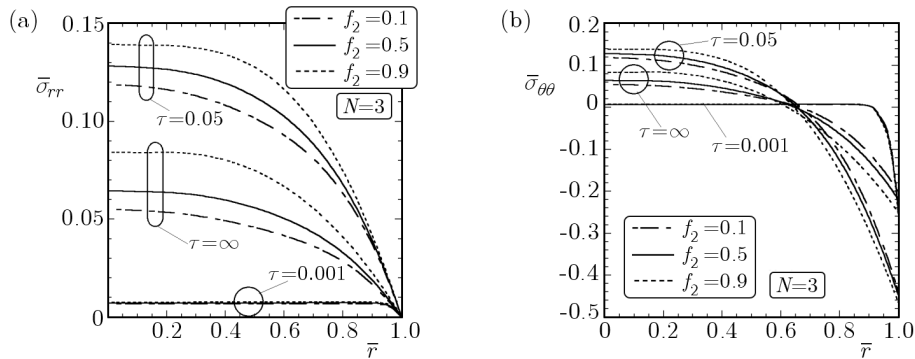 (a)
0.15
0.10
0.05
0
σ̅rr
f₂=0.1
f₂=0.5
f₂=0.9
N=3
τ=0.05
τ=∞
τ=0.001
0.2 0.4 0.6 0.8 1.0
r̅
(b)
0.2
0.1
0
-0.1
-0.2
-0.3
-0.4
-0.5
σ̅θθ
τ=0.05
τ=∞
τ=0.001
f₂=0.1
f₂=0.5
f₂=0.9
N=3
0 0.2 0.4 0.6 0.8 1.0
r̅